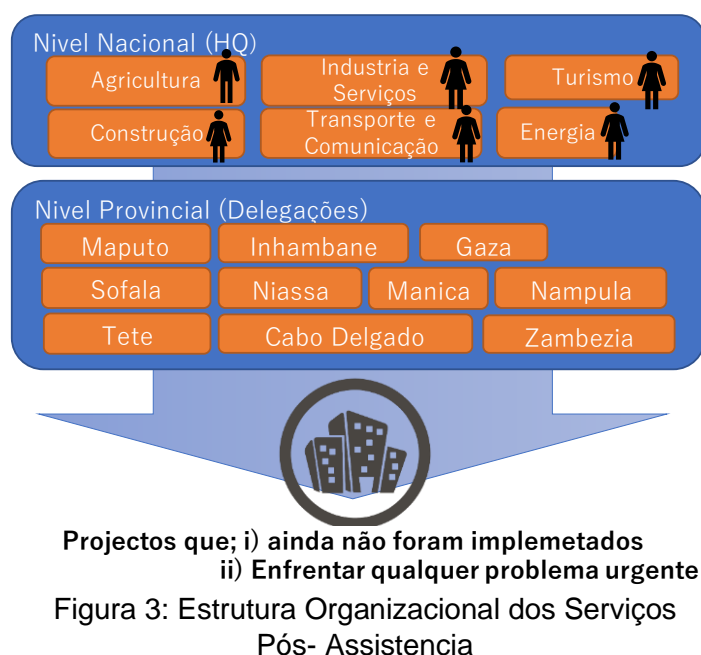 Nivel Nacional (HQ)
Agricultura
Industria e
Serviços
Turismo
Construção
Transporte e
Comunicação
Energia
Nivel Provincial (Delegações)
Maputo
Inhambane
Gaza
Sofala
Niassa
Manica
Nampula
Tete
Cabo Delgado
Zambezia
Projectos que; i) ainda não foram implemetados
ii) Enfrentar qualquer problema urgente
Figura 3: Estrutura Organizacional dos Serviços
Pós- Assistencia